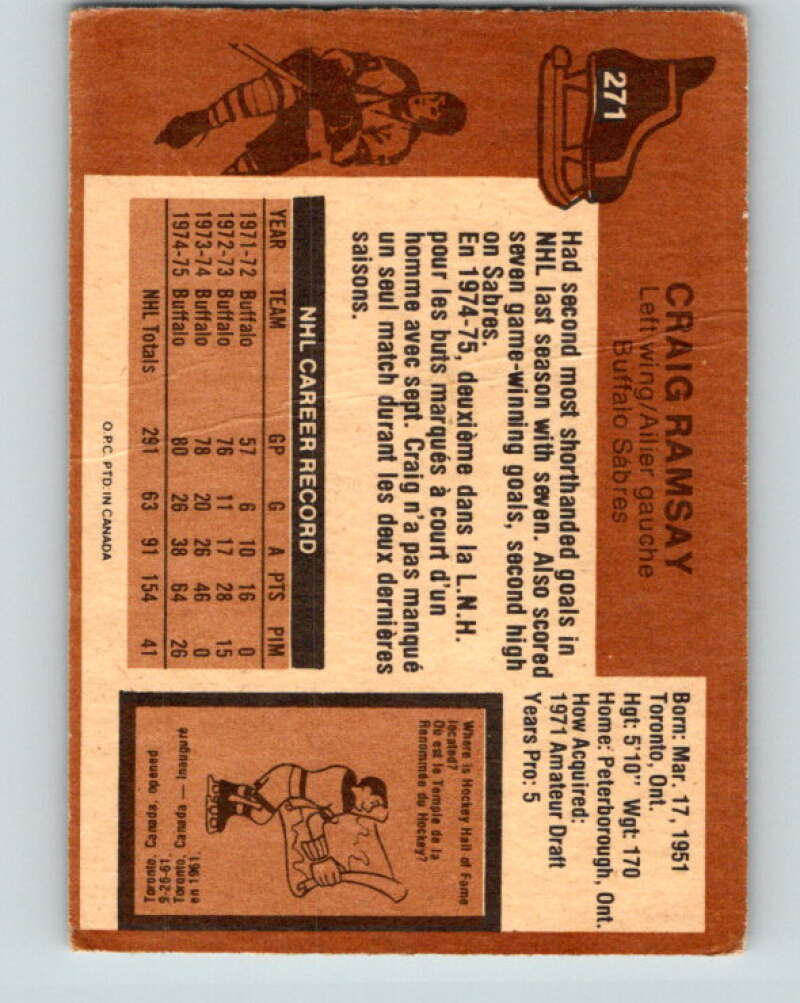 271
CRAIG RAMSAY
Left wing/Ailier gauche
Buffalo Sabres
Born: Mar. 17, 1951
Toronto, Ont.
Hgt: 5'10" Wgt: 170
Home: Peterborough, Ont.
How Acquired:
1971 Amateur Draft
Years Pro: 5
Had second most shorthanded goals in
NHL last season with seven. Also scored
seven game-winning goals, second high
on Sabres.
En 1974-75, deuxième dans la L.N.H.
pour les buts marqués à court d'un
homme avec sept. Craig n'a pas manqué
un seul match durant les deux dernières
saisons.
NHL CAREER RECORD
YEAR TEAM GP G A PTS PIM
1971-72 Buffalo 57 6 10 16 0
1972-73 Buffalo 76 11 17 28 15
1973-74 Buffalo 78 20 26 46 0
1974-75 Buffalo 80 26 38 64 26
NHL Totals 291 63 91 154 41
O.P.C. PTD. IN CANADA
Where is Hockey Hall of Fame
located?
Où est le Temple de la
Renommée du Hockey?
Toronto, Canada, opened
5-26-61.
Toronto, Canada — inauguré
en 1961.